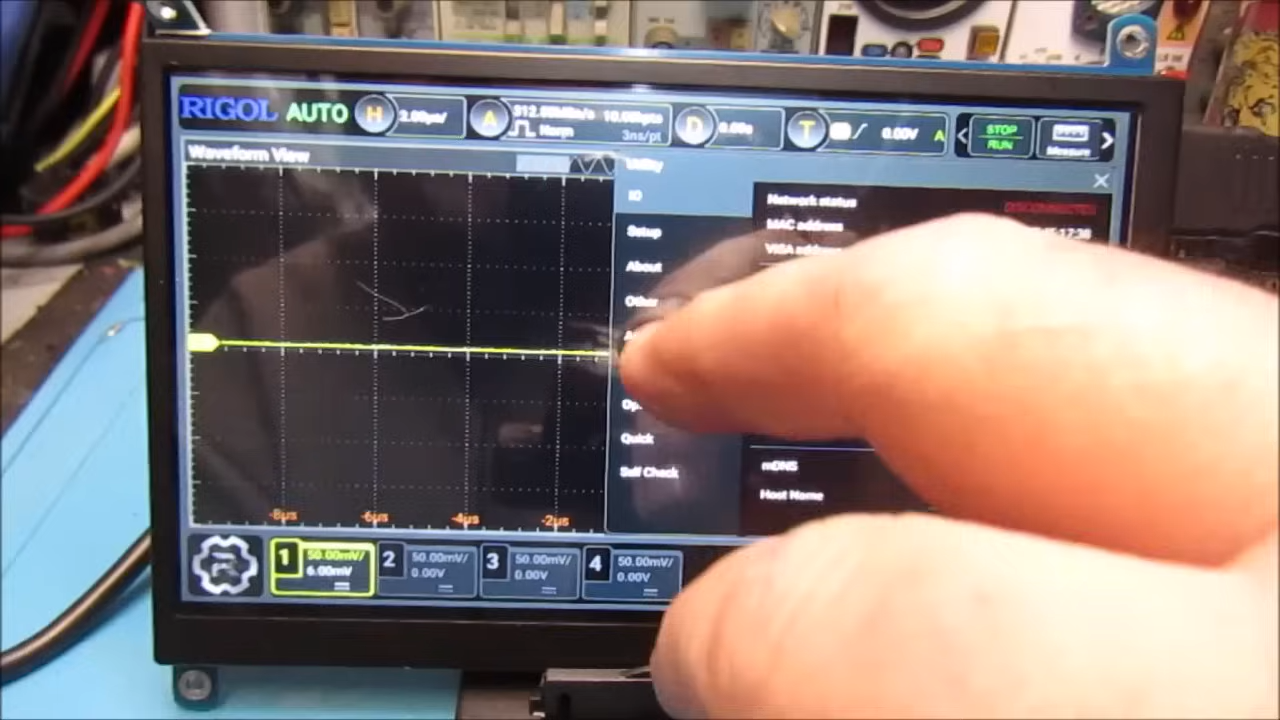 RIGOL AUTO H 2.00µs/ A 10.00kpts D 0.00s T 0.00V A STOP
Norm 3ns/pt RUN Measure
Waveform View
Utility
IO
Setup
About
Other
Quick
Self Check
Network status DISCONNECTED
MAC address
VISA address
mDNS
Host Name
-8µs -6µs -4µs -2µs
1 50.00mV/ 2 50.00mV/ 3 50.00mV/ 4 50.00mV/
6.00mV 0.00V 0.00V 0.00V